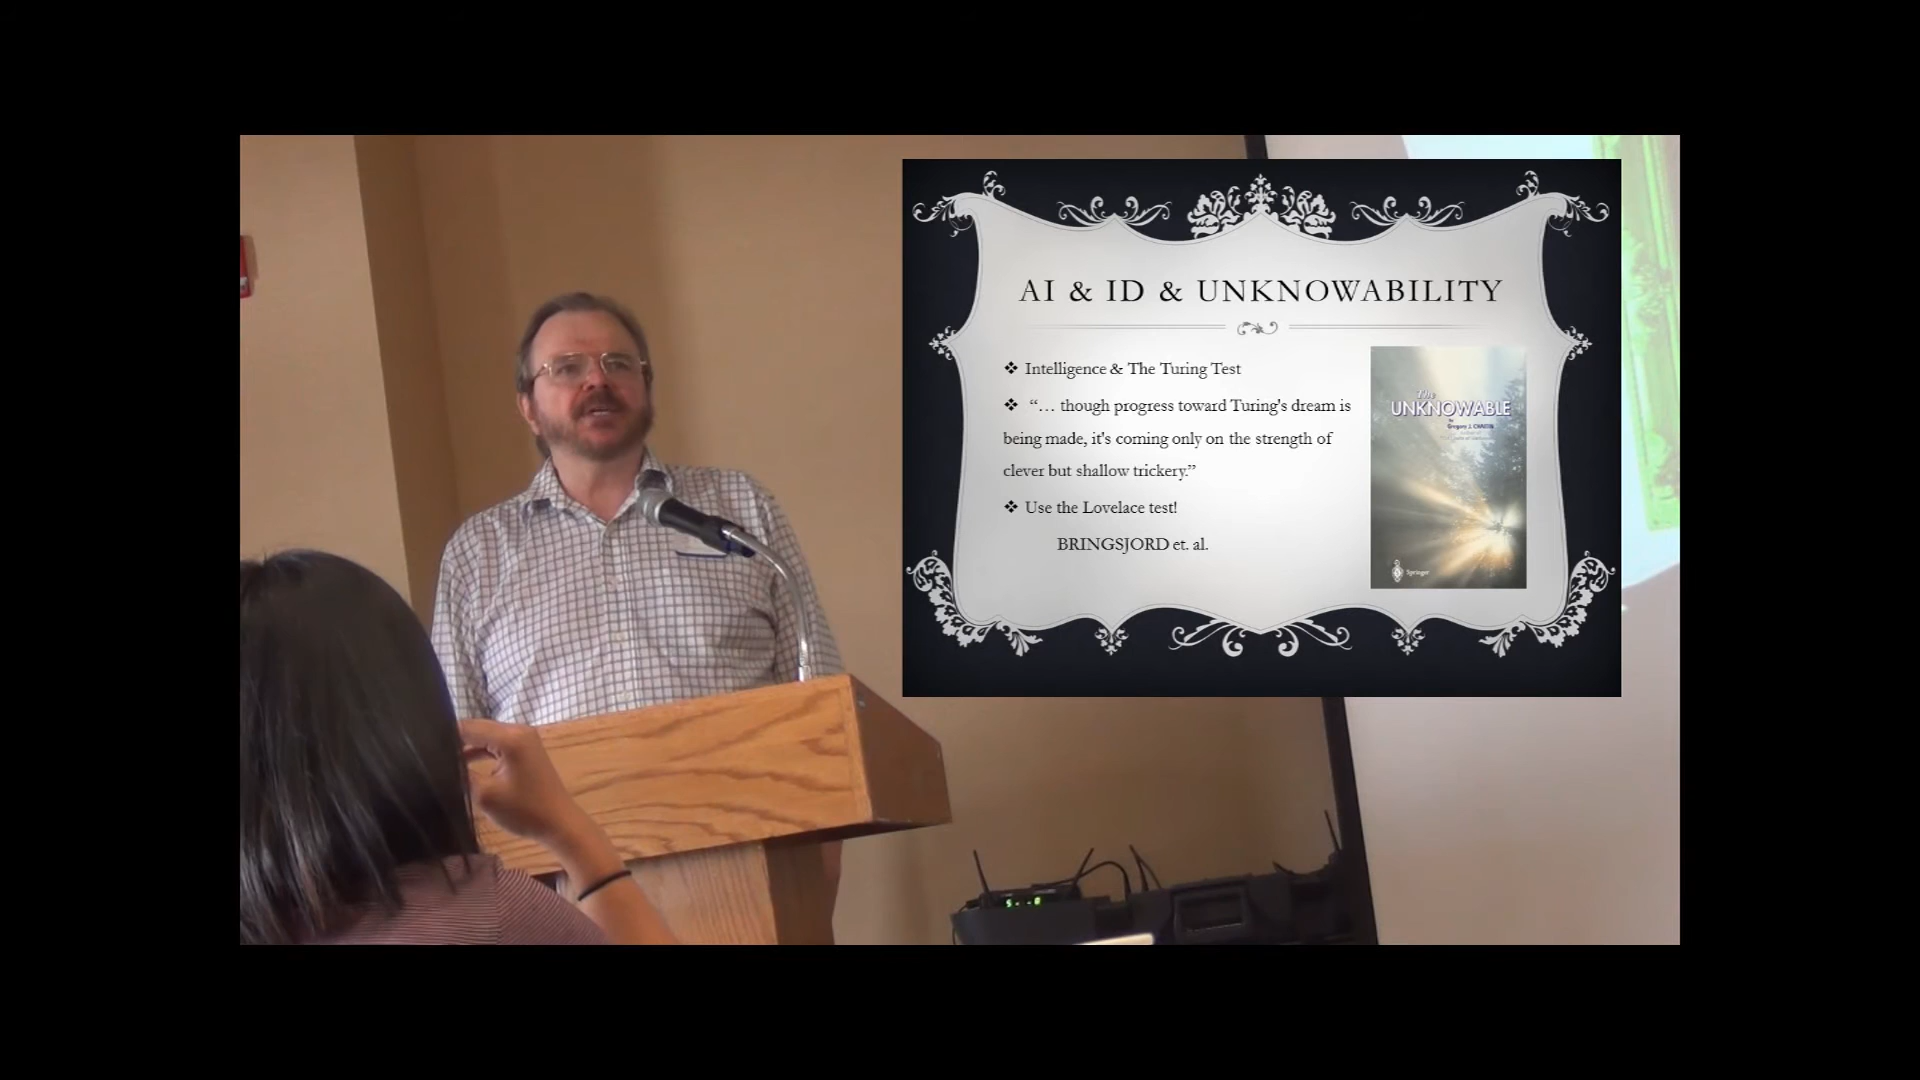 AI & ID & UNKNOWABILITY
❖ Intelligence & The Turing Test
❖ “… though progress toward Turing's dream is
being made, it's coming only on the strength of
clever but shallow trickery.”
❖ Use the Lovelace test!
BRINGSJORD et. al.
The
UNKNOWABLE
by
Gregory J. CHAITIN
Springer